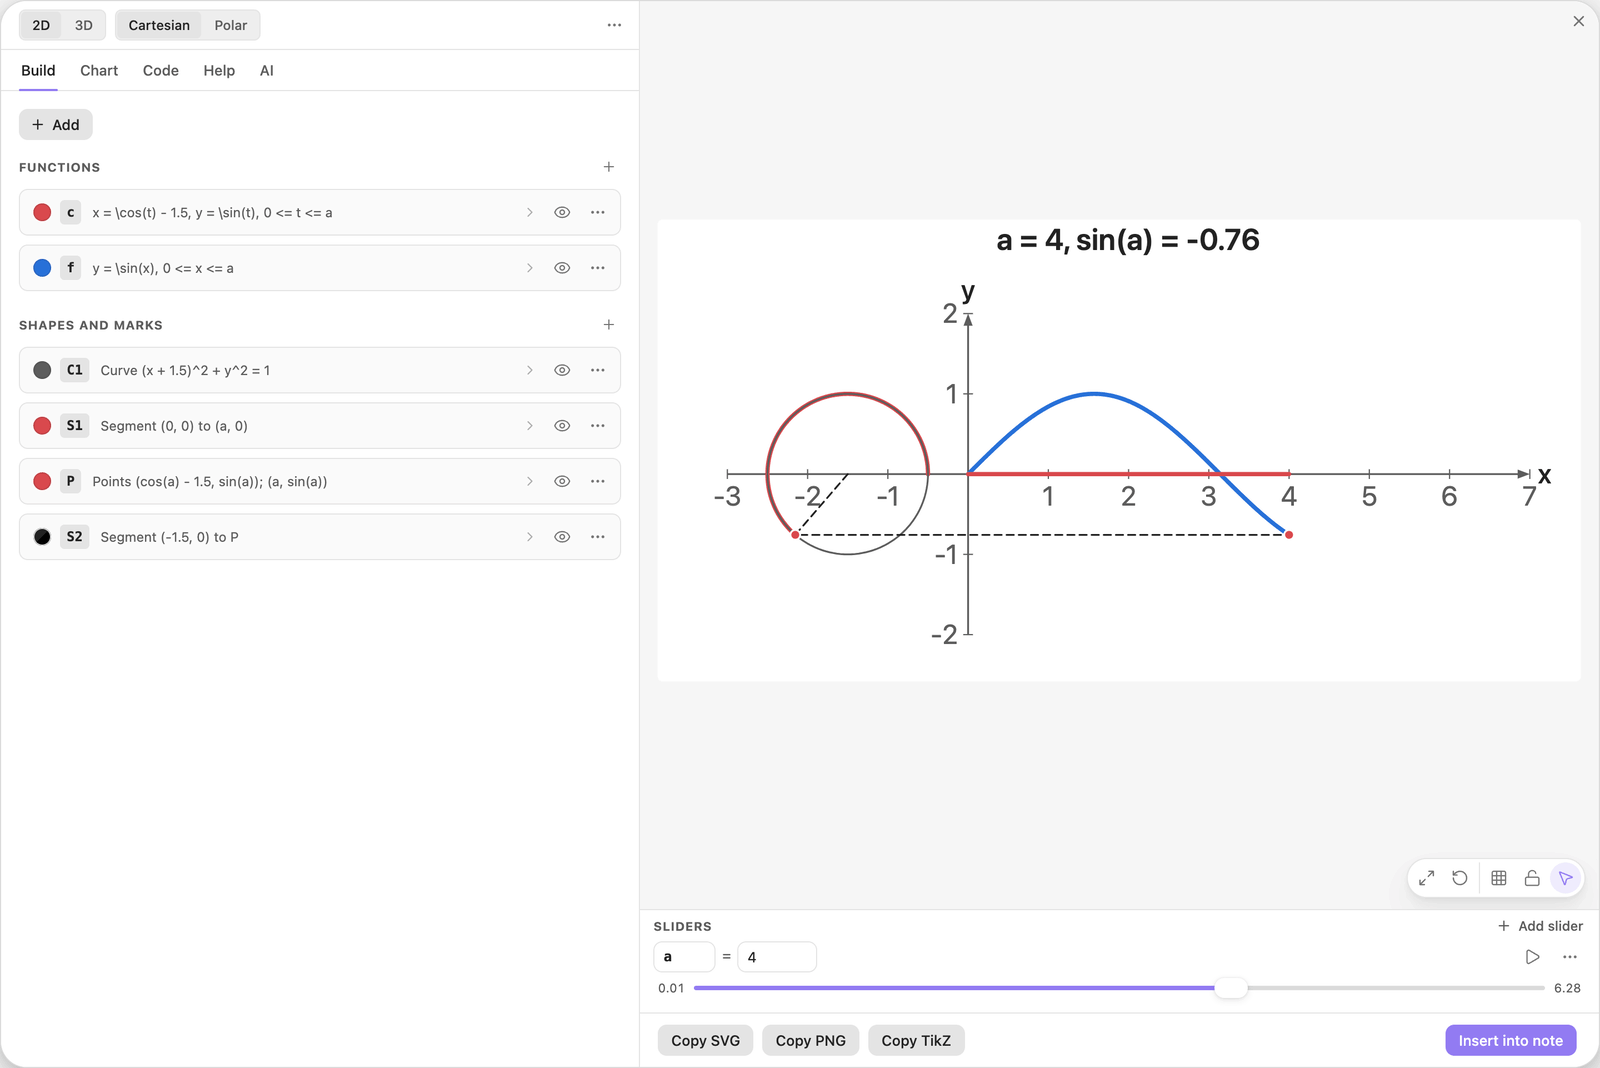 2D 3D Cartesian Polar
Build Chart Code Help AI
+ Add
FUNCTIONS
c x = \cos(t) - 1.5, y = \sin(t), 0 <= t <= a
f y = \sin(x), 0 <= x <= a
SHAPES AND MARKS
C1 Curve (x + 1.5)^2 + y^2 = 1
S1 Segment (0, 0) to (a, 0)
P Points (cos(a) - 1.5, sin(a)); (a, sin(a))
S2 Segment (-1.5, 0) to P
a = 4, sin(a) = -0.76
y
2
1
x
-3 -2 -1 1 2 3 4 5 6 7
-1
-2
SLIDERS + Add slider
a = 4
0.01 6.28
Copy SVG Copy PNG Copy TikZ Insert into note